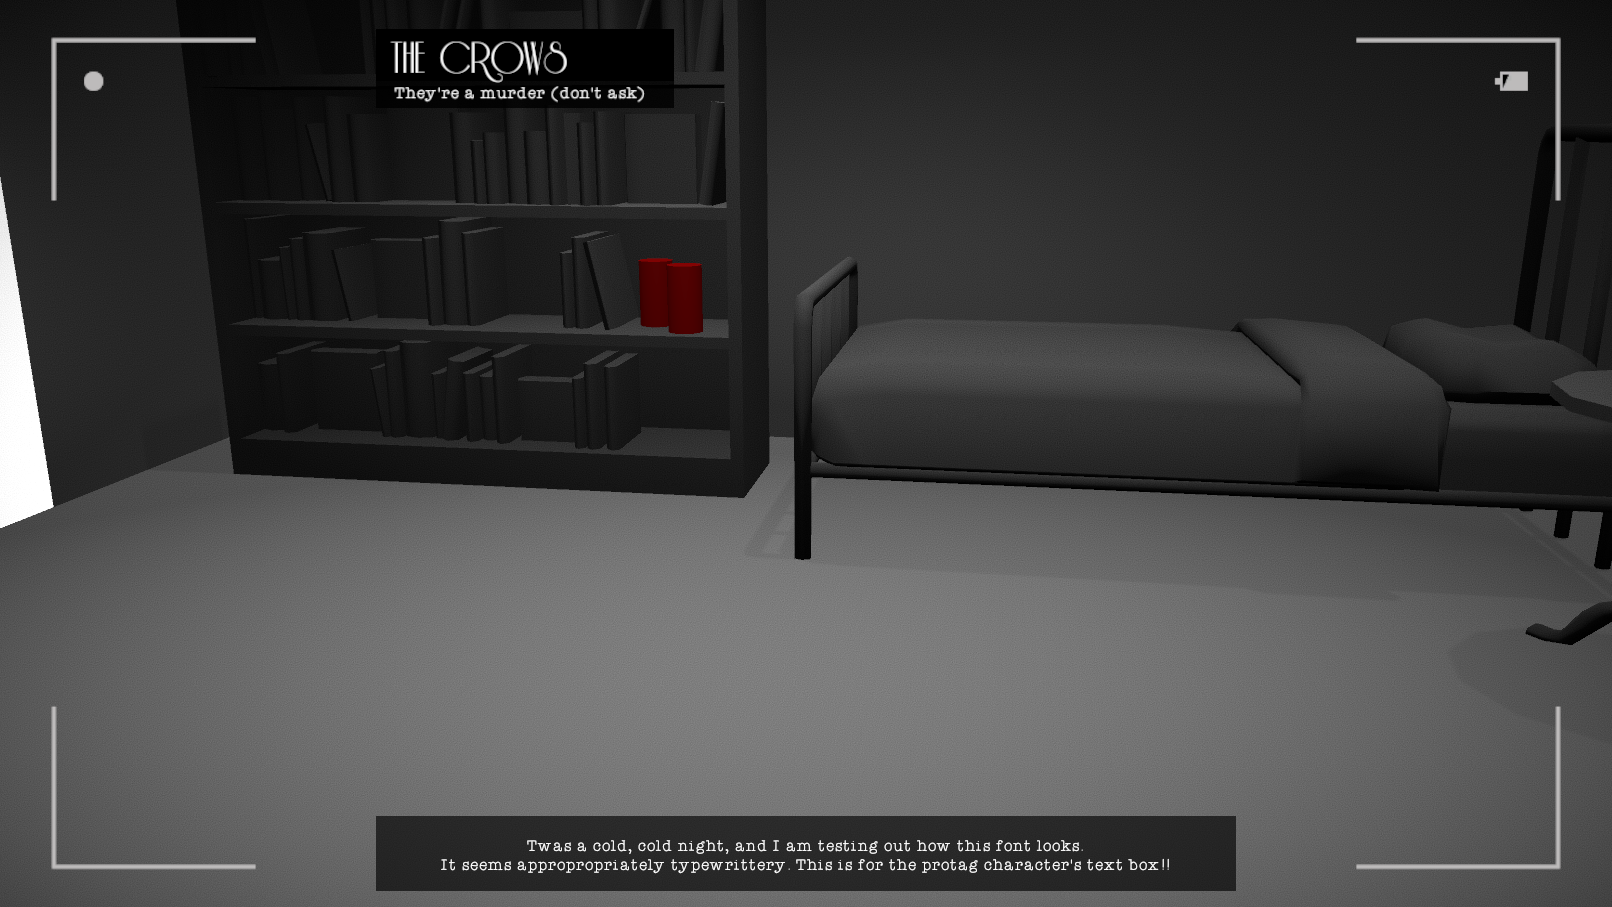 THE CROWS
They're a murder (don't ask)
Twas a cold, cold night, and I am testing out how this font looks.
It seems appropropriately typewrittery. This is for the protag character's text box!!